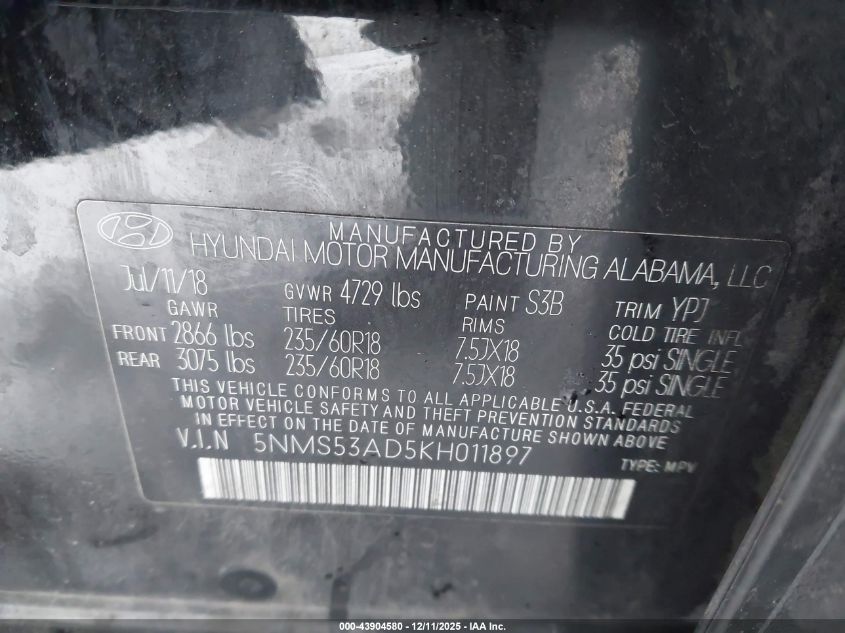 MANUFACTURED BY
HYUNDAI MOTOR MANUFACTURING ALABAMA, LLC
Jul/11/18 GVWR 4729 lbs PAINT S3B TRIM YPJ
GAWR TIRES RIMS COLD TIRE INFL
FRONT 2866 lbs 235/60R18 7.5JX18 35 psi SINGLE
REAR 3075 lbs 235/60R18 7.5JX18 35 psi SINGLE
THIS VEHICLE CONFORMS TO ALL APPLICABLE U.S.A. FEDERAL
MOTOR VEHICLE SAFETY AND THEFT PREVENTION STANDARDS
IN EFFECT ON THE DATE OF MANUFACTURE SHOWN ABOVE.
V.I.N 5NMS53AD5KH011897 TYPE: MPV
000-43904580 - 12/11/2025 - IAA Inc.